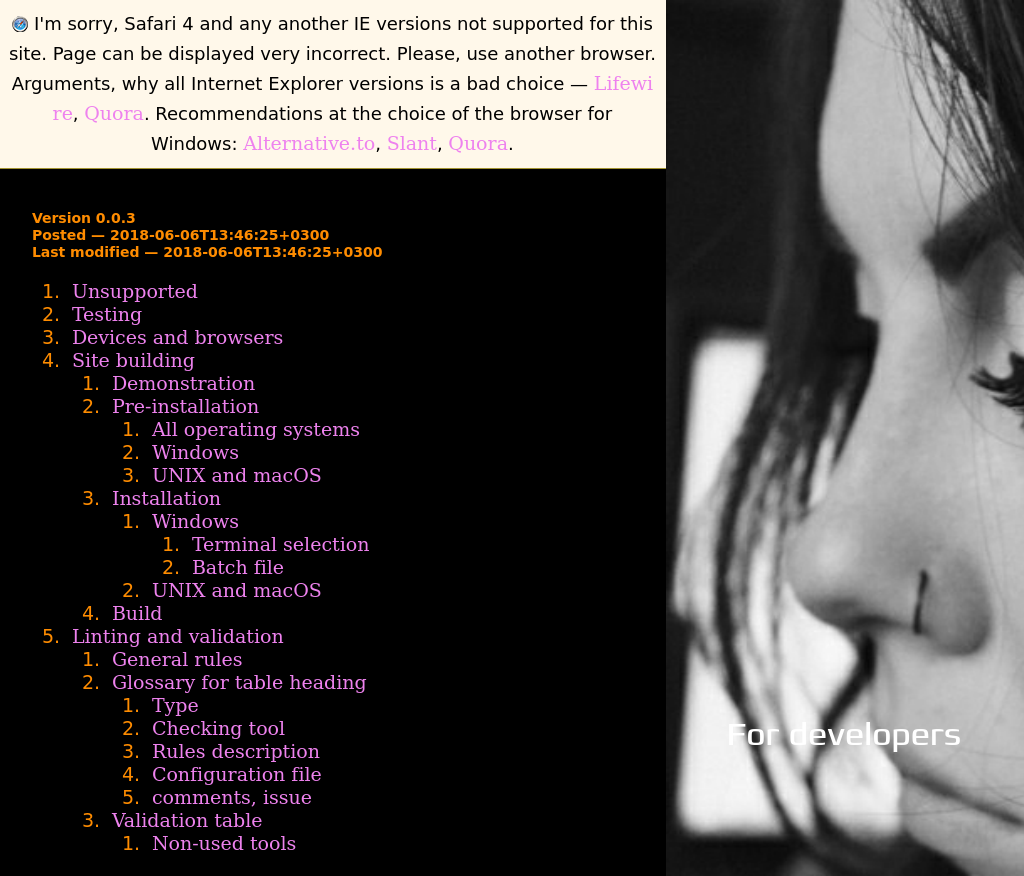 I'm sorry, Safari 4 and any another IE versions not supported for this
site. Page can be displayed very incorrect. Please, use another browser.
Arguments, why all Internet Explorer versions is a bad choice — Lifewi
re, Quora. Recommendations at the choice of the browser for
Windows: Alternative.to, Slant, Quora.
Version 0.0.3
Posted — 2018-06-06T13:46:25+0300
Last modified — 2018-06-06T13:46:25+0300
1. Unsupported
2. Testing
3. Devices and browsers
4. Site building
1. Demonstration
2. Pre-installation
1. All operating systems
2. Windows
3. UNIX and macOS
3. Installation
1. Windows
1. Terminal selection
2. Batch file
2. UNIX and macOS
4. Build
5. Linting and validation
1. General rules
2. Glossary for table heading
1. Type
2. Checking tool
3. Rules description
4. Configuration file
5. comments, issue
3. Validation table
1. Non-used tools
For developers